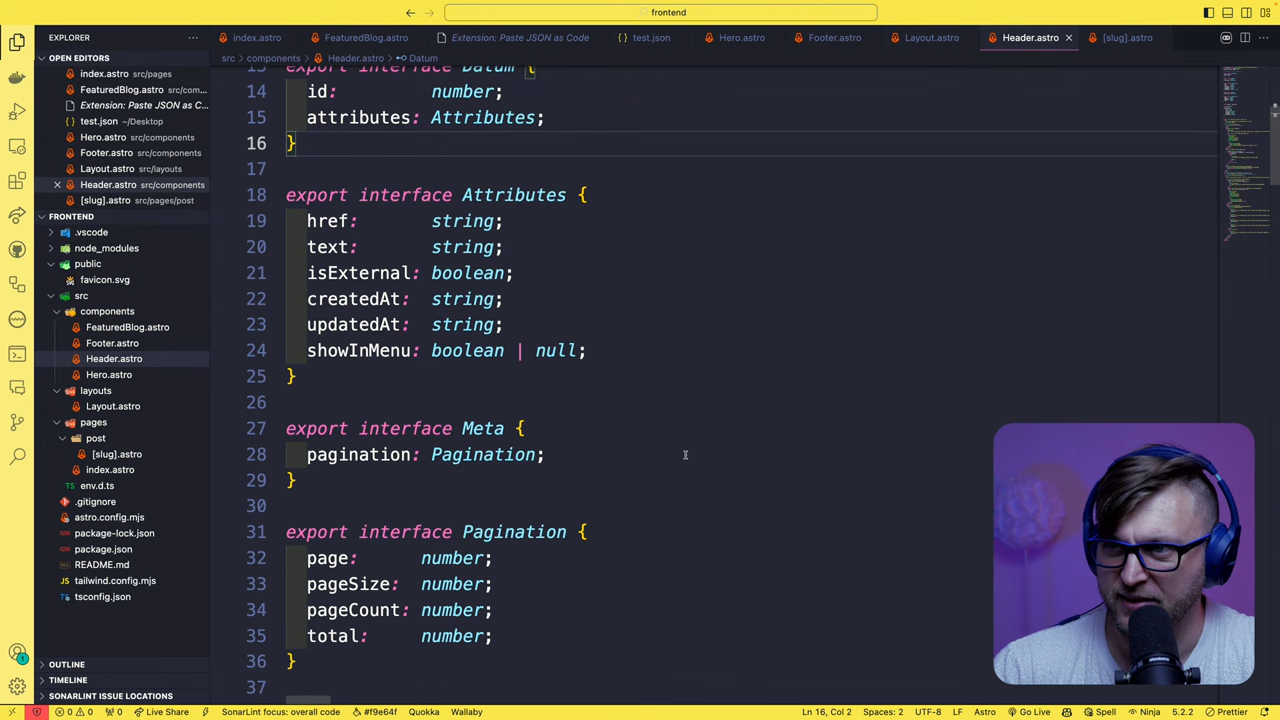 frontend
EXPLORER
index.astro
FeaturedBlog.astro
Extension: Paste JSON as Code
test.json
Hero.astro
Footer.astro
Layout.astro
Header.astro
[slug].astro
src > components > Header.astro > Datum
OPEN EDITORS
index.astro src/pages
FeaturedBlog.astro src/com...
Extension: Paste JSON as C...
test.json ~/Desktop
Hero.astro src/components
Footer.astro src/components
Layout.astro src/layouts
Header.astro src/components
[slug].astro src/pages/post
FRONTEND
.vscode
node_modules
public
favicon.svg
src
components
FeaturedBlog.astro
Footer.astro
Header.astro
Hero.astro
layouts
Layout.astro
pages
post
[slug].astro
index.astro
env.d.ts
.gitignore
astro.config.mjs
package-lock.json
package.json
README.md
tailwind.config.mjs
tsconfig.json
OUTLINE
TIMELINE
SONARLINT ISSUE LOCATIONS
13 export interface Datum {
14 id: number;
15 attributes: Attributes;
16 }
17
18 export interface Attributes {
19 href: string;
20 text: string;
21 isExternal: boolean;
22 createdAt: string;
23 updatedAt: string;
24 showInMenu: boolean | null;
25 }
26
27 export interface Meta {
28 pagination: Pagination;
29 }
30
31 export interface Pagination {
32 page: number;
33 pageSize: number;
34 pageCount: number;
35 total: number;
36 }
37
1
0 0 0 Live Share SonarLint focus: overall code #f9e64f Quokka Wallaby Ln 16, Col 2 Spaces: 2 UTF-8 LF Astro Go Live Spell Ninja 5.2.2 Prettier